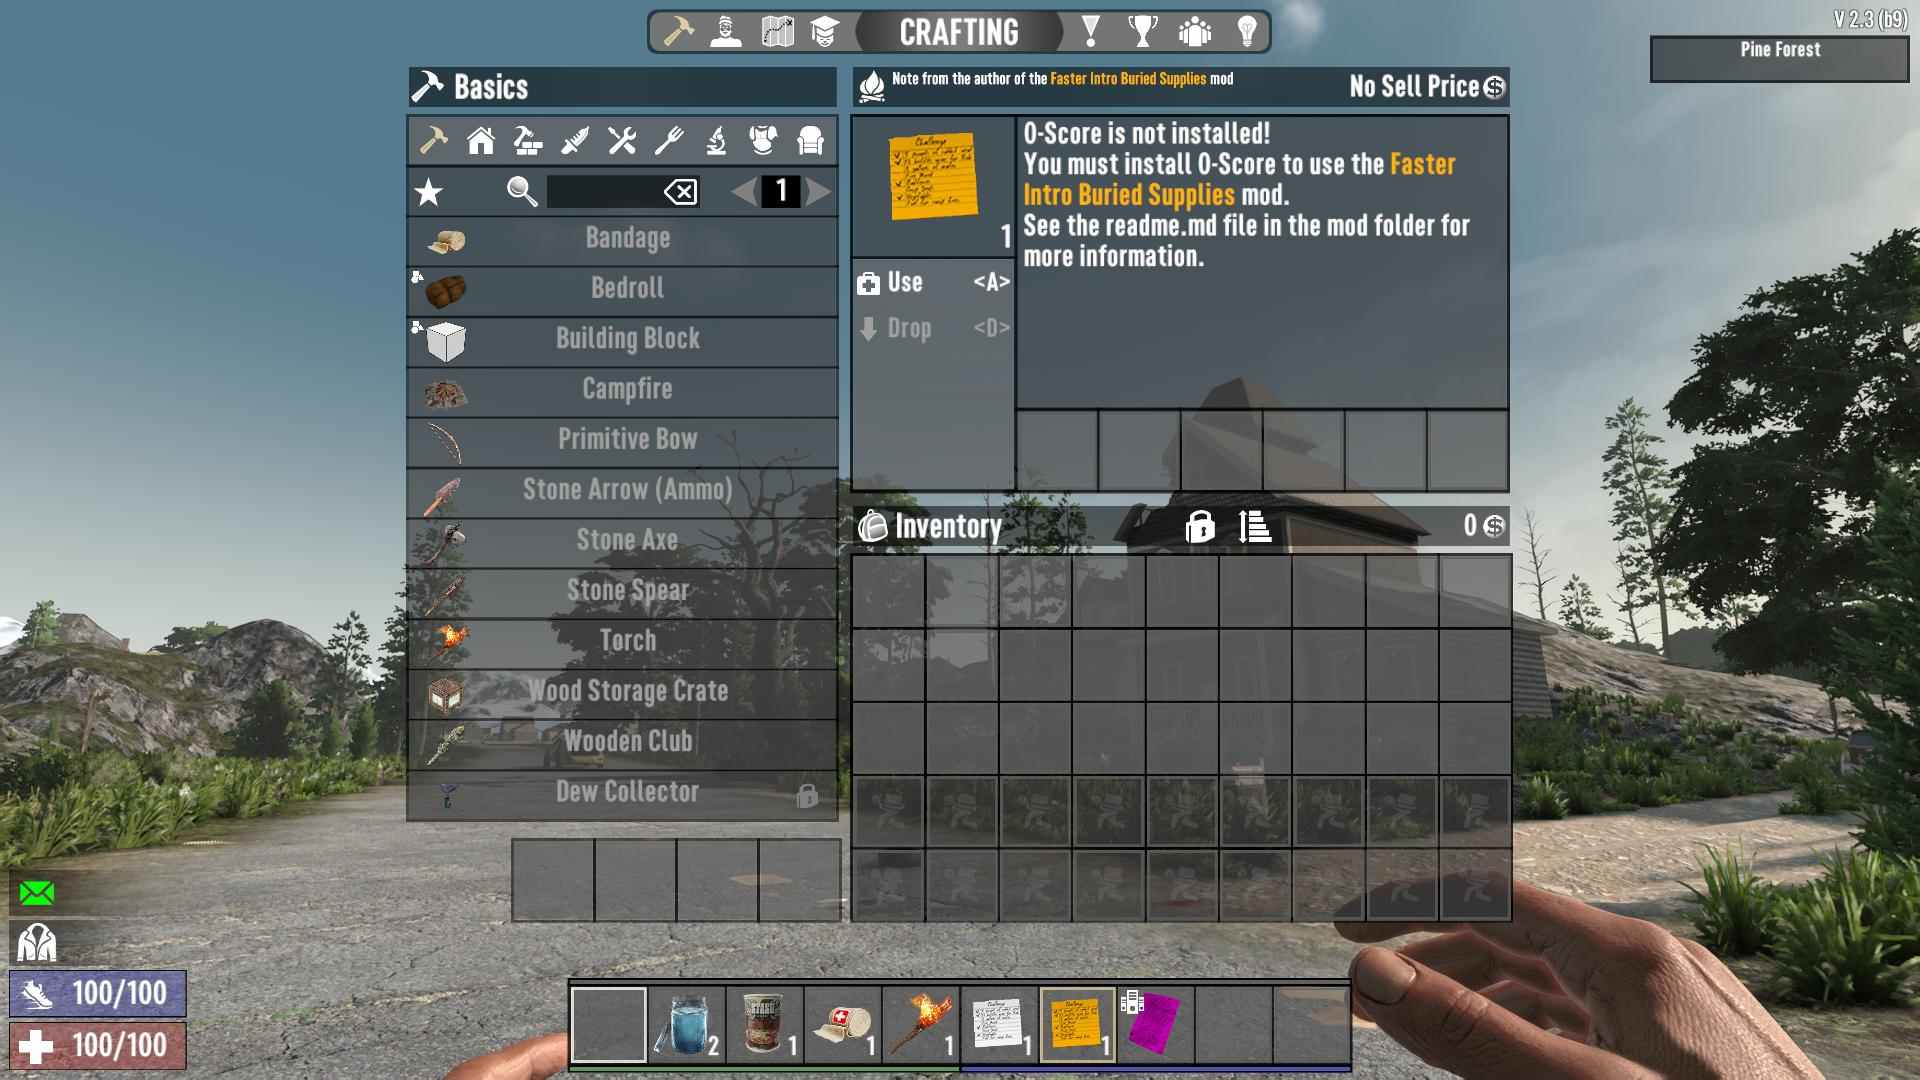 CRAFTING
V 2.3 (b9)
Pine Forest
Basics
1
Bandage
Bedroll
Building Block
Campfire
Primitive Bow
Stone Arrow (Ammo)
Stone Axe
Stone Spear
Torch
Wood Storage Crate
Wooden Club
Dew Collector
Note from the author of the Faster Intro Buried Supplies mod
No Sell Price
Challenge
1
O-Score is not installed!
You must install O-Score to use the Faster
Intro Buried Supplies mod.
See the readme.md file in the mod folder for
more information.
Use <A>
Drop <D>
Inventory
0
100/100
100/100
2
1
1
1
1
1